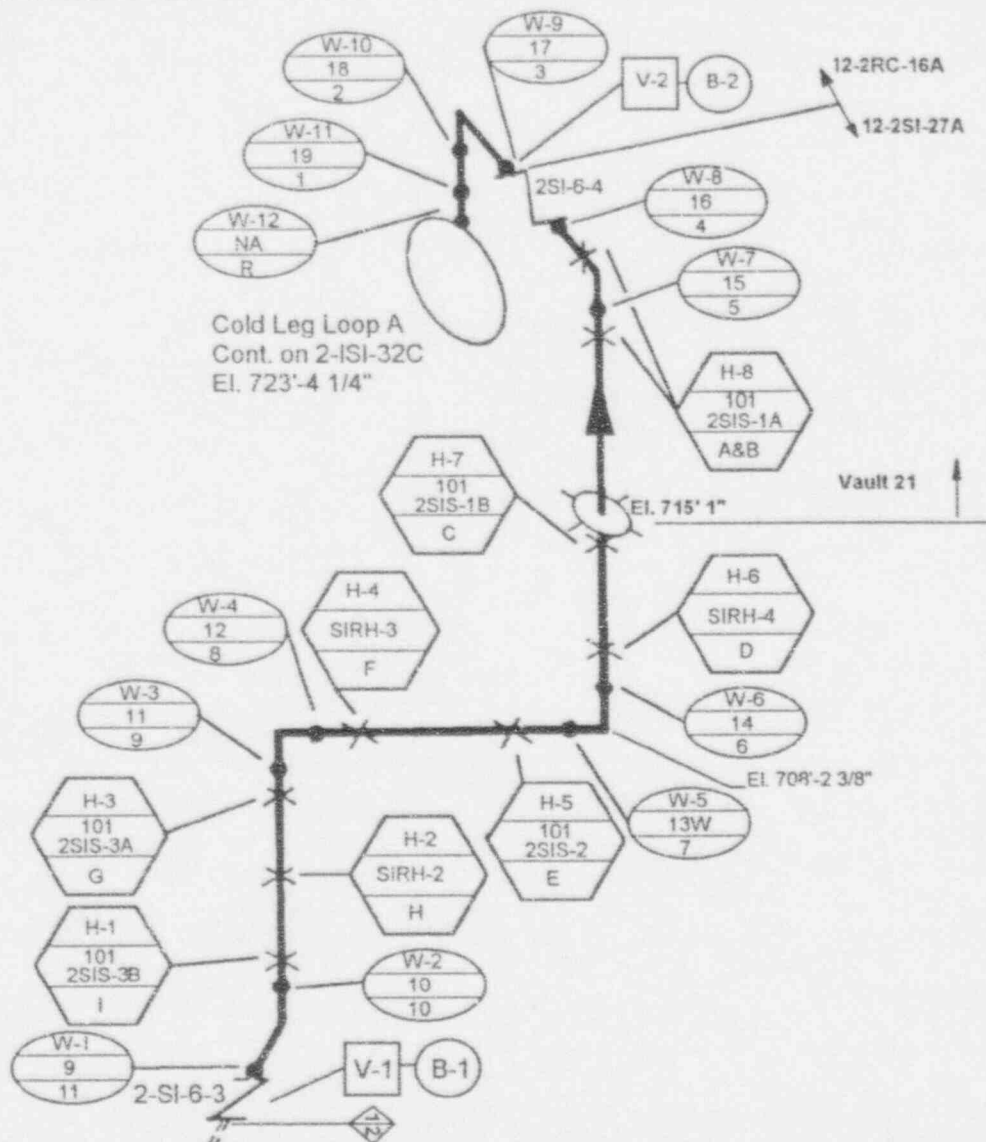 W-9
17
3
W-10
18
2
V-2
B-2
12-2RC-16A
12-2SI-27A
W-11
19
1
2SI-6-4
W-8
16
4
W-12
NA
R
W-7
15
5
Cold Leg Loop A
Cont. on 2-ISI-32C
El. 723'-4 1/4"
H-8
101
2SIS-1A
A&B
H-7
101
2SIS-1B
C
Vault 21
El. 715' 1"
H-4
SIRH-3
F
H-6
SIRH-4
D
W-4
12
8
W-3
11
9
W-6
14
6
El. 708'-2 3/8"
H-3
101
2SIS-3A
G
H-5
101
2SIS-2
E
W-5
13W
7
H-2
SIRH-2
H
H-1
101
2SIS-3B
I
W-2
10
10
W-1
9
11
2-SI-6-3
V-1
B-1
12